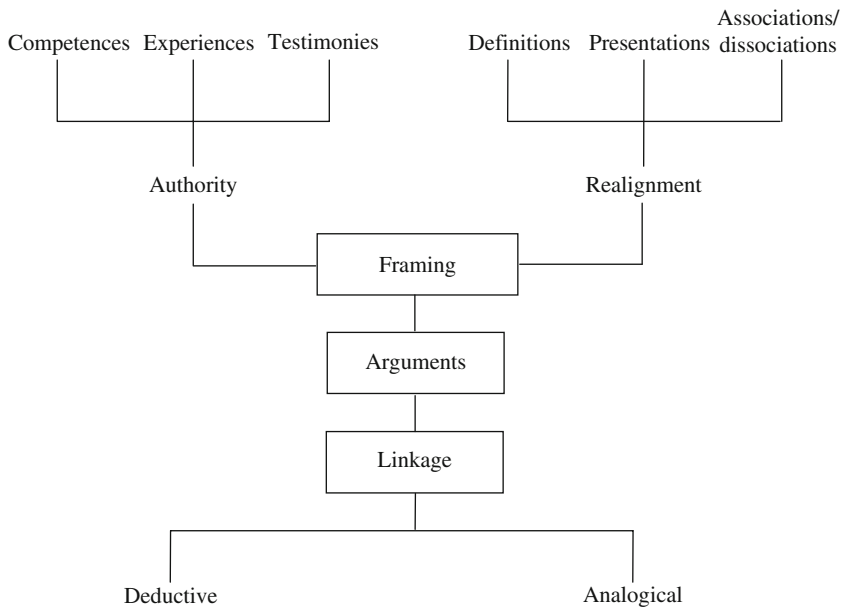 Competences
Experiences
Testimonies
Definitions
Presentations
Associations/
dissociations
Authority
Realignment
Framing
Arguments
Linkage
Deductive
Analogical